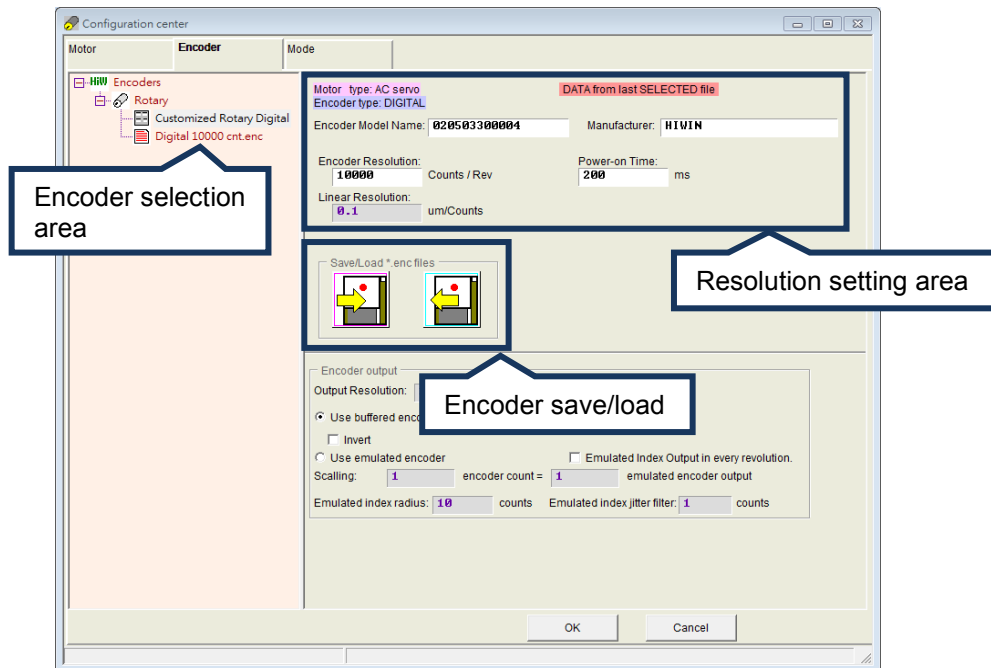 Configuration center
Motor Encoder Mode
HiW Encoders
Rotary
Customized Rotary Digital
Digital 10000 cnt.enc
Encoder selection
area
Motor type: AC servo DATA from last SELECTED file
Encoder type: DIGITAL
Encoder Model Name: 020503300004 Manufacturer: HIWIN
Encoder Resolution: Power-on Time:
10000 Counts / Rev 200 ms
Linear Resolution:
0.1 um/Counts
Resolution setting area
Save/Load *.enc files
Encoder save/load
Encoder output
Output Resolution:
Use buffered
Invert
Use emulated encoder Emulated Index Output in every revolution.
Scalling: 1 encoder count = 1 emulated encoder output
Emulated index radius: 10 counts Emulated index jitter filter: 1 counts
OK Cancel